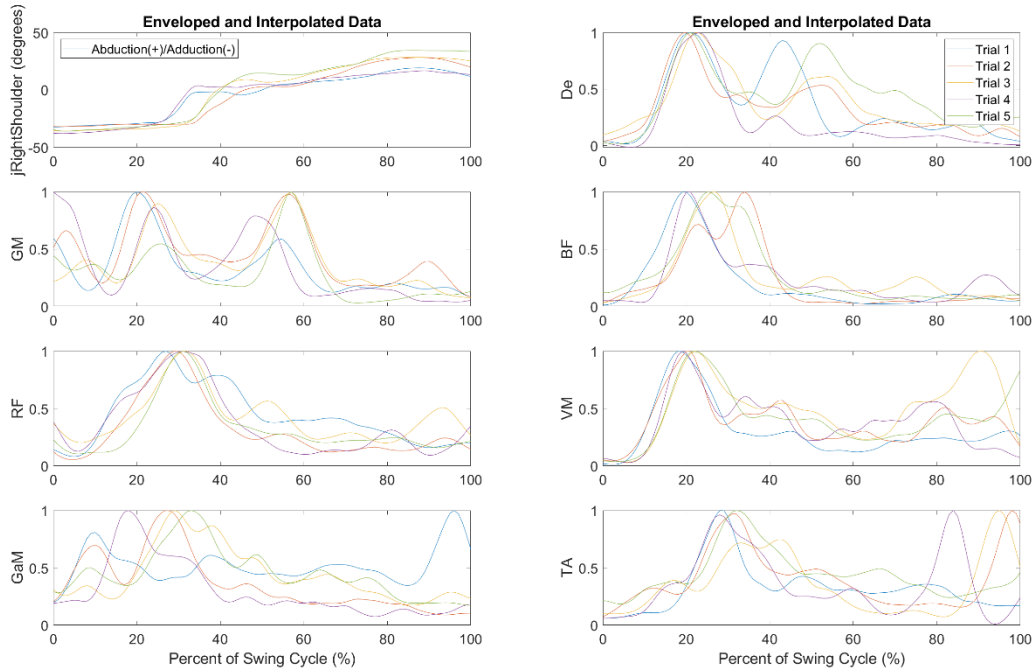 Enveloped and Interpolated Data
jRightShoulder (degrees)
50
0
-50
Abduction(+)/Adduction(-)
0 20 40 60 80 100
GM
1
0.5
0
0 20 40 60 80 100
RF
1
0.5
0
0 20 40 60 80 100
GaM
1
0.5
0
0 20 40 60 80 100
Percent of Swing Cycle (%)
Enveloped and Interpolated Data
De
1
0.5
0
Trial 1
Trial 2
Trial 3
Trial 4
Trial 5
0 20 40 60 80 100
BF
1
0.5
0
0 20 40 60 80 100
VM
1
0.5
0
0 20 40 60 80 100
TA
1
0.5
0
0 20 40 60 80 100
Percent of Swing Cycle (%)